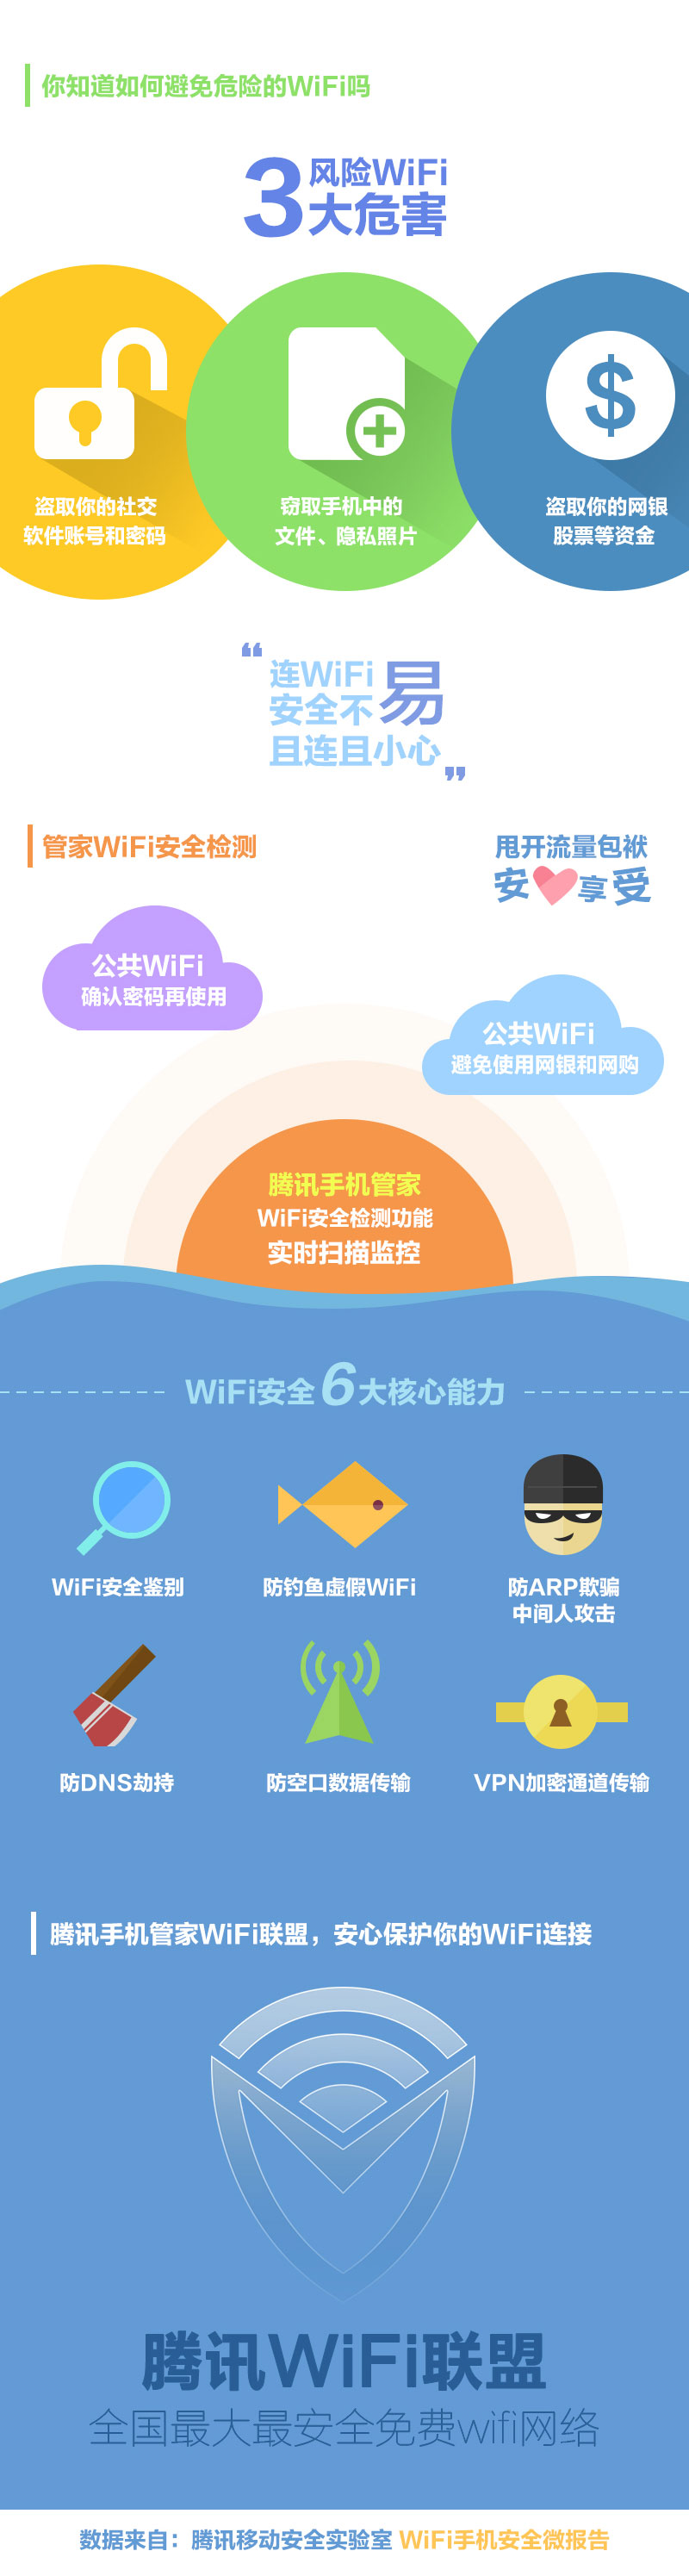 你知道如何避免危险的WiFi吗
3 风险WiFi
大危害
盗取你的社交
软件账号和密码
窃取手机中的
文件、隐私照片
$
盗取你的网银
股票等资金
“
连WiFi
安全不易
且连且小心
”
管家WiFi安全检测
甩开流量包袱
安 享受
公共WiFi
确认密码再使用
公共WiFi
避免使用网银和网购
腾讯手机管家
WiFi安全检测功能
实时扫描监控
WiFi安全6大核心能力
WiFi安全鉴别
防钓鱼虚假WiFi
防ARP欺骗
中间人攻击
防DNS劫持
防空口数据传输
VPN加密通道传输
腾讯手机管家WiFi联盟，安心保护你的WiFi连接
腾讯WiFi联盟
全国最大最安全免费wifi网络
数据来自：腾讯移动安全实验室 WiFi手机安全微报告